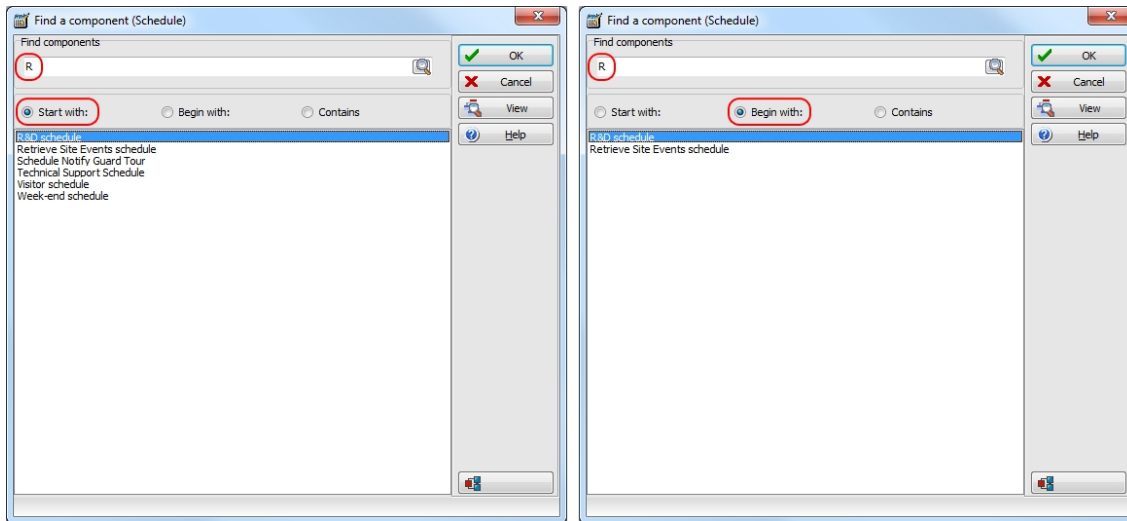 Find a component (Schedule)
Find components
R
OK
Cancel
Start with:
Begin with:
Contains
View
Help
R&D schedule
Retrieve Site Events schedule
Schedule Notify Guard Tour
Technical Support Schedule
Visitor schedule
Week-end schedule
Find a component (Schedule)
Find components
R
OK
Cancel
Start with:
Begin with:
Contains
View
Help
R&D schedule
Retrieve Site Events schedule